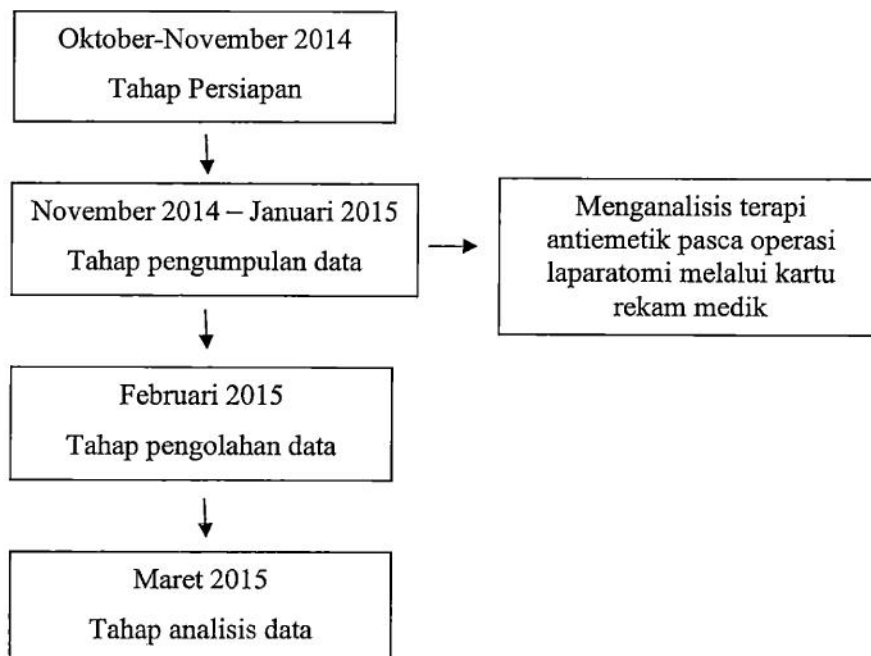 Oktober-November 2014
Tahap Persiapan
November 2014 – Januari 2015
Tahap pengumpulan data
Menganalisis terapi
antiemetik pasca operasi
laparatomi melalui kartu
rekam medik
Februari 2015
Tahap pengolahan data
Maret 2015
Tahap analisis data